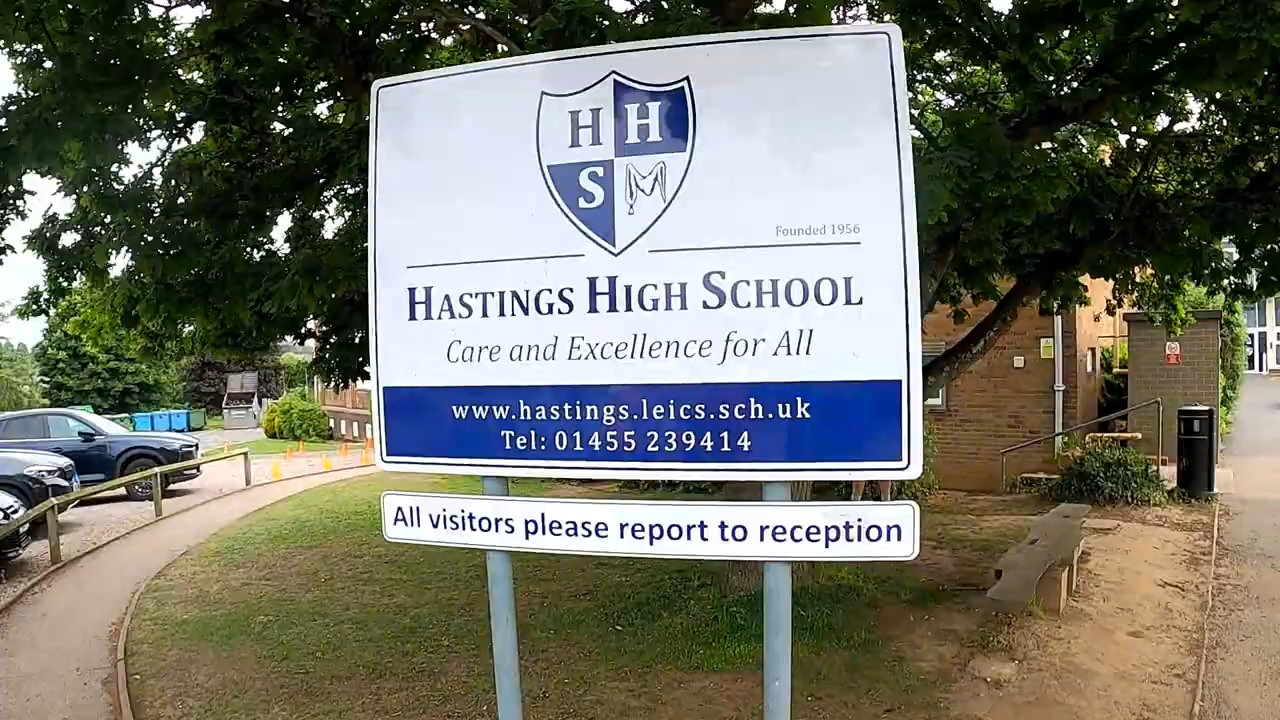 H H
S
Founded 1956
HASTINGS HIGH SCHOOL
Care and Excellence for All
www.hastings.leics.sch.uk
Tel: 01455 239414
All visitors please report to reception